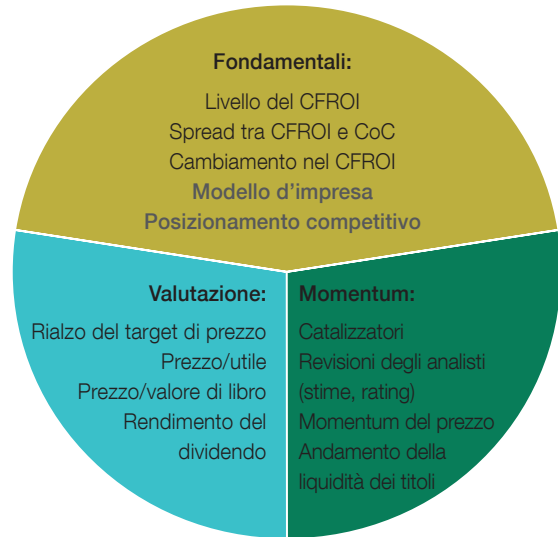 Fondamentali:
Livello del CFROI
Spread tra CFROI e CoC
Cambiamento nel CFROI
Modello d'impresa
Posizionamento competitivo
Valutazione:
Rialzo del target di prezzo
Prezzo/utile
Prezzo/valore di libro
Rendimento del
dividendo
Momentum:
Catalizzatori
Revisioni degli analisti
(stime, rating)
Momentum del prezzo
Andamento della
liquidità dei titoli